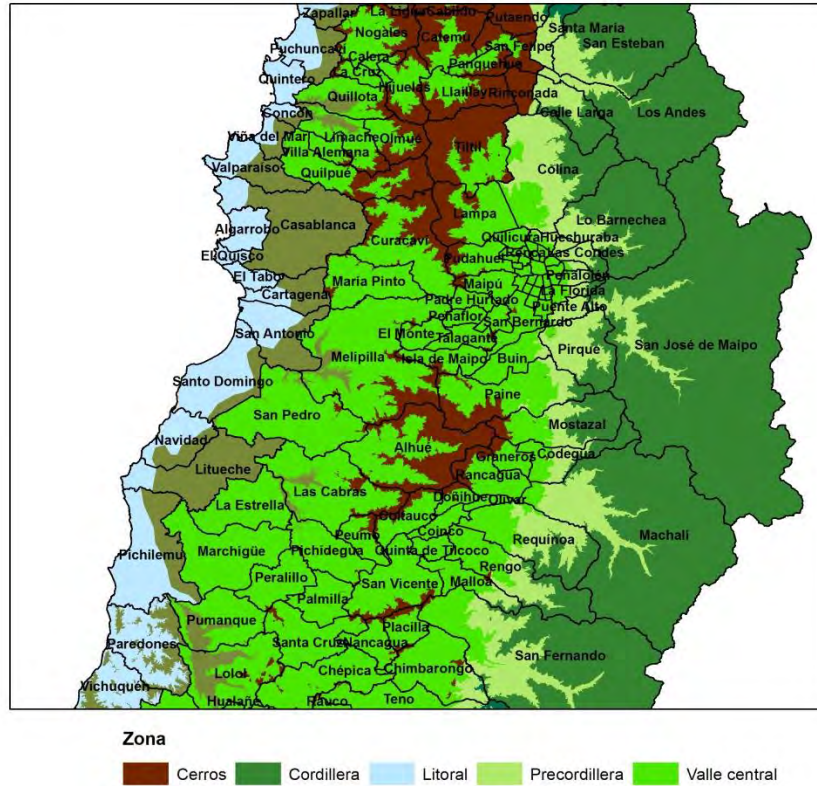 Zapallar
La Ligua
Cabildo
Putaendo
Nogales
Catemu
Santa María
San Esteban
Puchuncaví
San Felipe
Calera
Panquehue
La Cruz
Quintero
Hijuelas
Llaillay
Rinconada
Quillota
Concón
Calle Larga
Los Andes
Viña del Mar
Limache
Olmué
Tiltil
Villa Alemana
Valparaíso
Quilpué
Colina
Casablanca
Lampa
Lo Barnechea
Algarrobo
Curacaví
Quilicura
Huechuraba
El Quisco
Pudahuel
Renca
Las Condes
El Tabo
María Pinto
Maipú
Peñalolén
Cartagena
Padre Hurtado
La Florida
Peñaflor
Puente Alto
San Antonio
El Monte
San Bernardo
Talagante
San José de Maipo
Melipilla
Isla de Maipo
Buin
Pirque
Santo Domingo
Paine
San Pedro
Mostazal
Navidad
Alhué
Graneros
Codegua
Litueche
Rancagua
Las Cabras
Doñihue
Olivar
La Estrella
Coltauco
Machalí
Peumo
Coinco
Requínoa
Pichilemu
Marchigüe
Pichidegua
Quinta de Tilcoco
Rengo
Peralillo
San Vicente
Malloa
Palmilla
Pumanque
Placilla
Paredones
Santa Cruz
Nancagua
San Fernando
Lolol
Chépica
Chimbarongo
Vichuquén
Hualañé
Rauco
Teno
Zona
Cerros
Cordillera
Litoral
Precordillera
Valle central